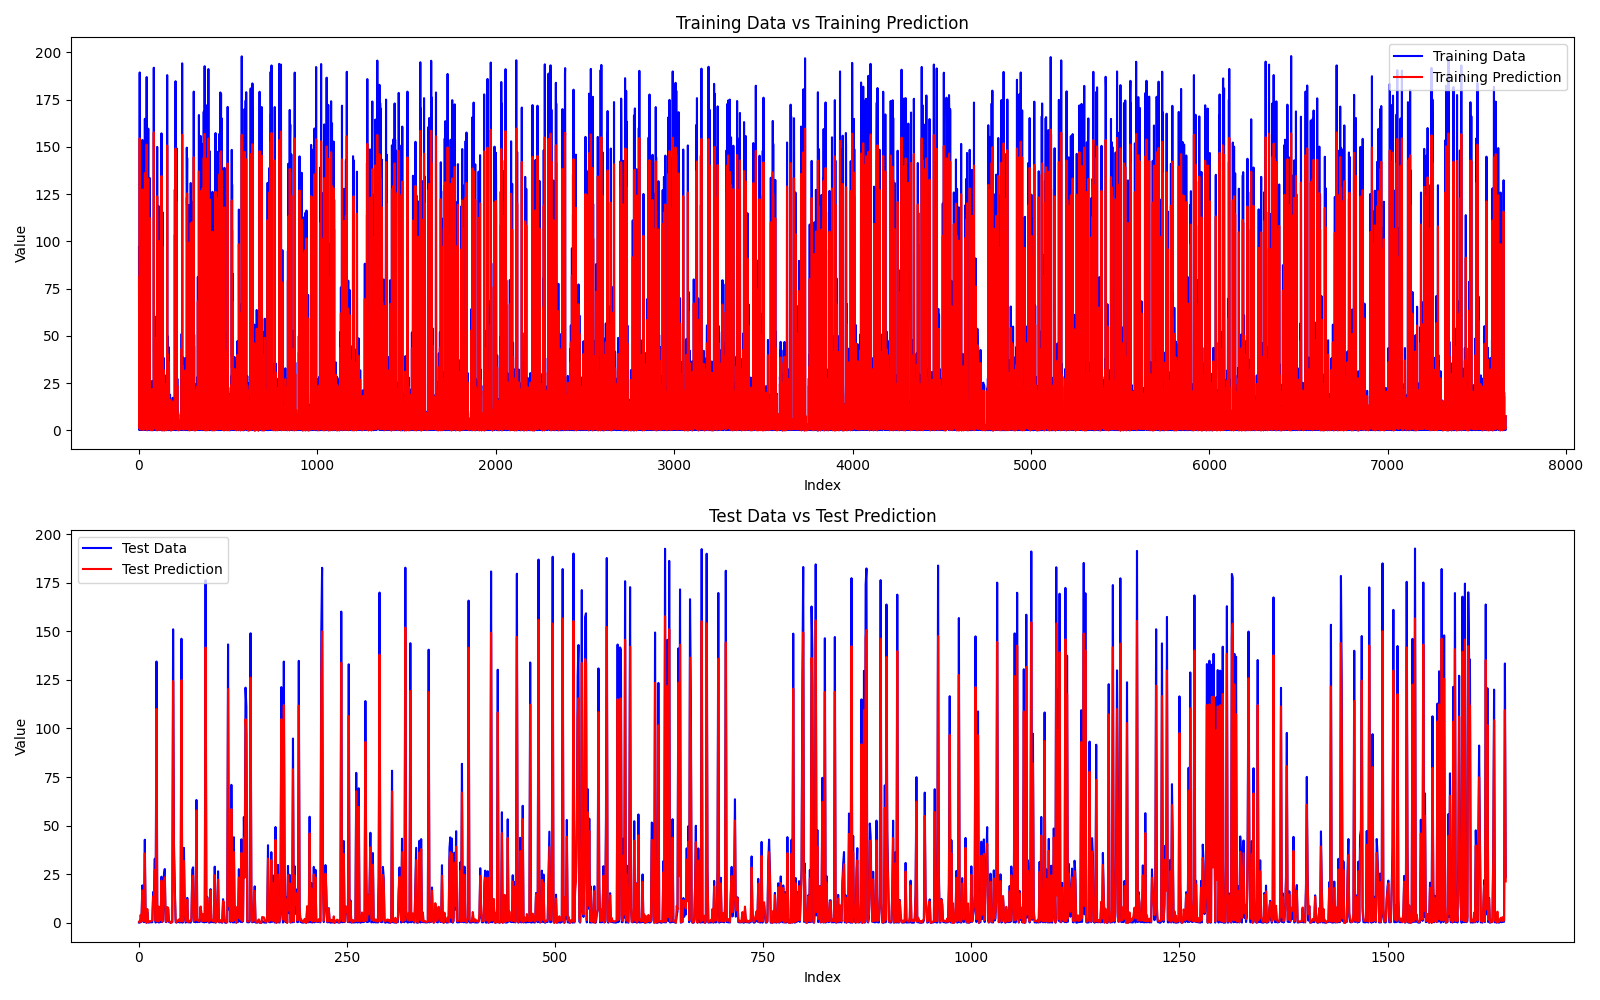 Training Data vs Training Prediction
200
175
150
125
100
75
50
25
0
Value
Training Data
Training Prediction
0 1000 2000 3000 4000 5000 6000 7000 8000
Index
Test Data vs Test Prediction
200
175
150
125
100
75
50
25
0
Value
Test Data
Test Prediction
0 250 500 750 1000 1250 1500
Index